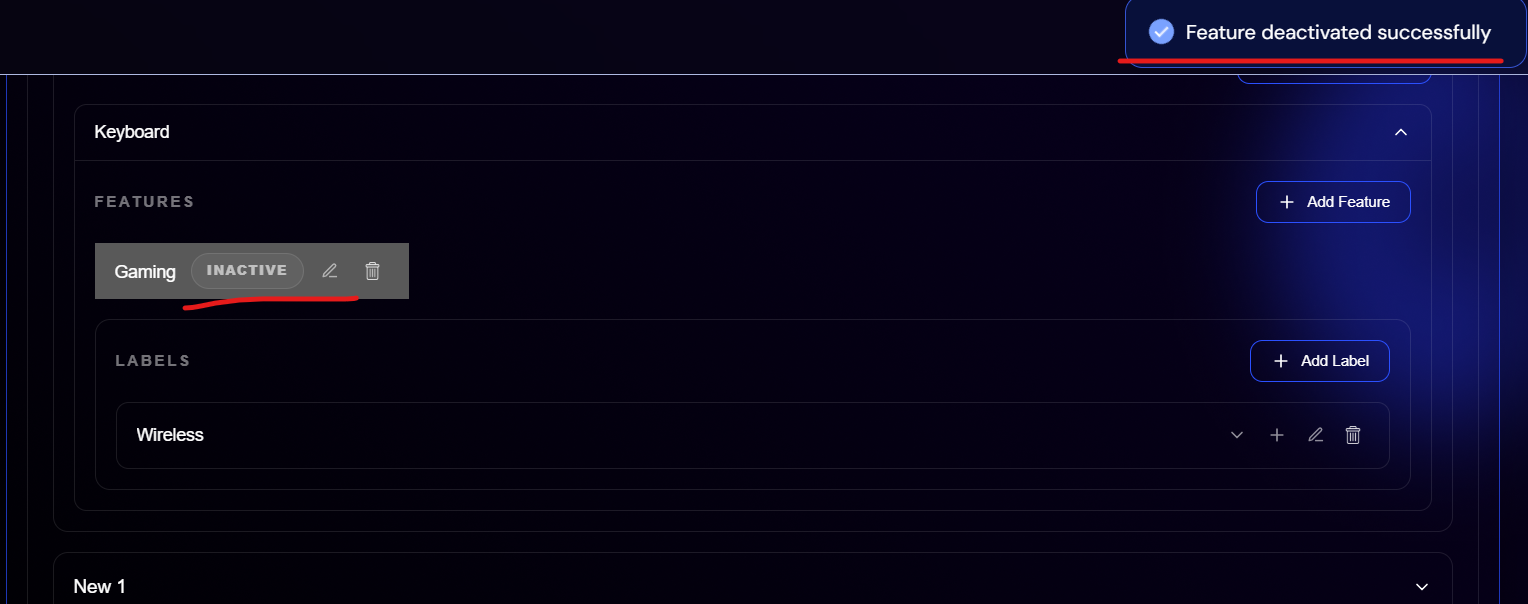 Feature deactivated successfully
Keyboard
FEATURES
Add Feature
Gaming INACTIVE
LABELS
Add Label
Wireless
New 1